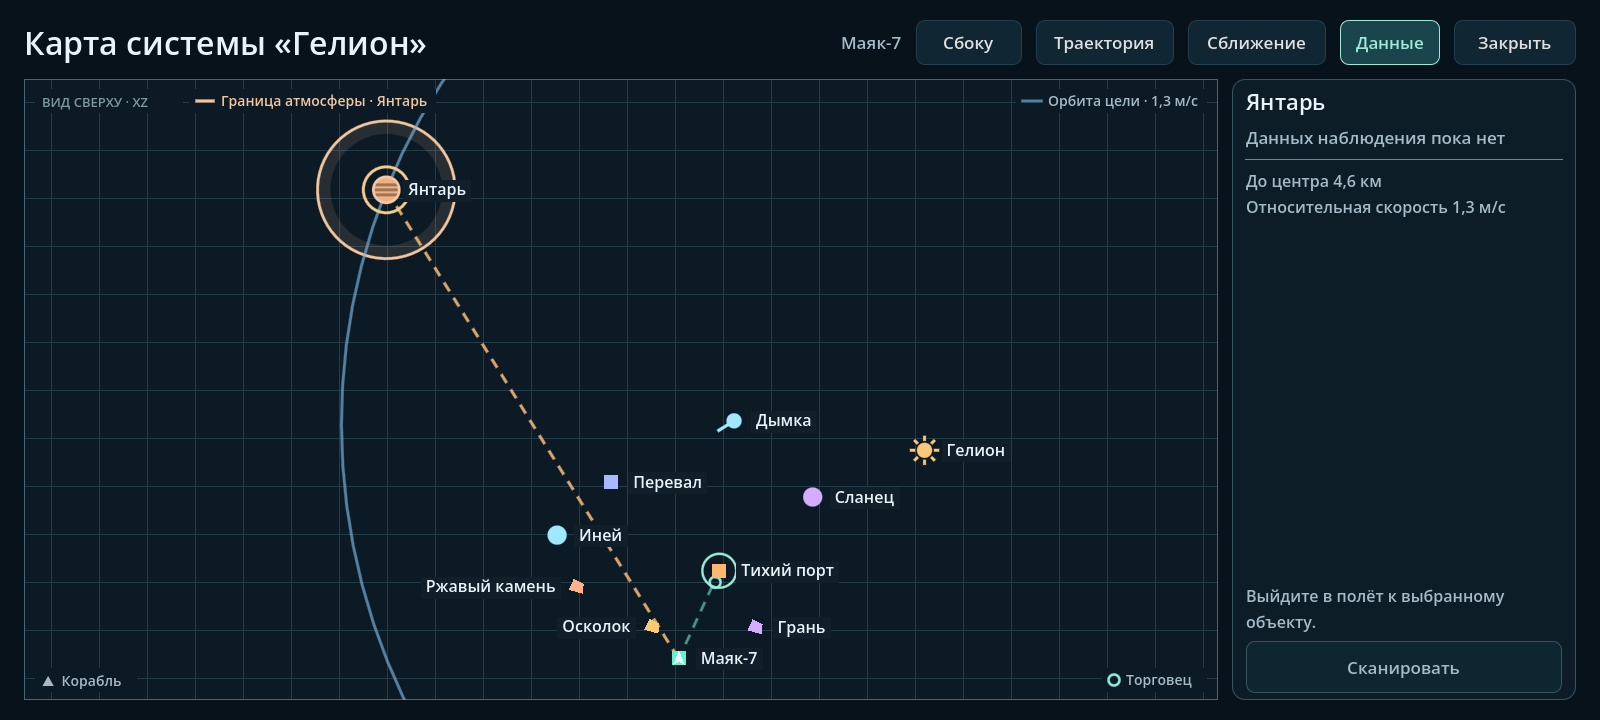 Карта системы «Гелион»
Маяк-7
Сбоку
Траектория
Сближение
Данные
Закрыть
ВИД СВЕРХУ · XZ
Граница атмосферы · Янтарь
Орбита цели · 1,3 м/с
Янтарь
Дымка
Гелион
Перевал
Сланец
Иней
Тихий порт
Ржавый камень
Осколок
Грань
Маяк-7
Корабль
Торговец
Янтарь
Данных наблюдения пока нет
До центра 4,6 км
Относительная скорость 1,3 м/с
Выйдите в полёт к выбранному
объекту.
Сканировать